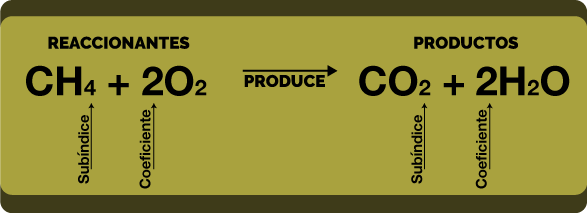 REACCIONANTES PRODUCTOS
CH4 + 2O2 PRODUCE CO2 + 2H2O
Subíndice Coeficiente Subíndice Coeficiente